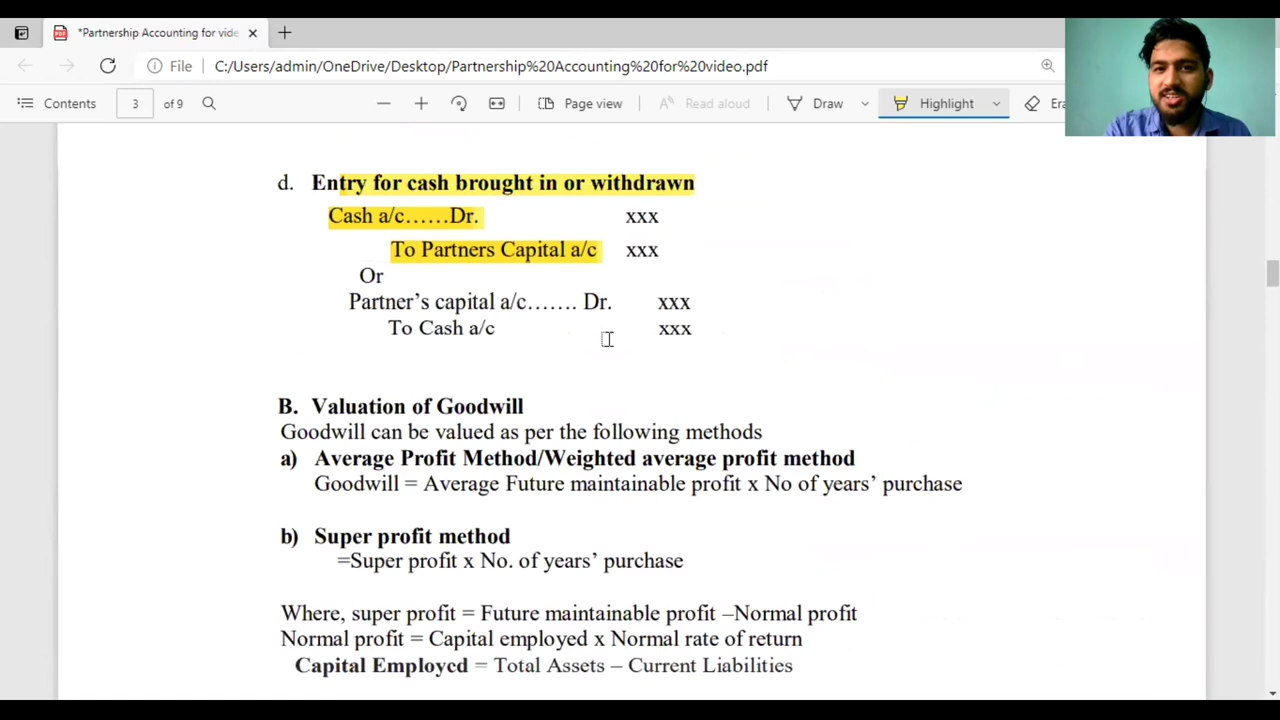 *Partnership Accounting for vide
File C:/Users/admin/OneDrive/Desktop/Partnership%20Accounting%20for%20video.pdf
Contents 3 of 9 Page view Read aloud Draw Highlight Era
d. Entry for cash brought in or withdrawn
Cash a/c……Dr. xxx
To Partners Capital a/c xxx
Or
Partner’s capital a/c……. Dr. xxx
To Cash a/c xxx
B. Valuation of Goodwill
Goodwill can be valued as per the following methods
a) Average Profit Method/Weighted average profit method
Goodwill = Average Future maintainable profit x No of years’ purchase
b) Super profit method
=Super profit x No. of years’ purchase
Where, super profit = Future maintainable profit –Normal profit
Normal profit = Capital employed x Normal rate of return
Capital Employed = Total Assets – Current Liabilities